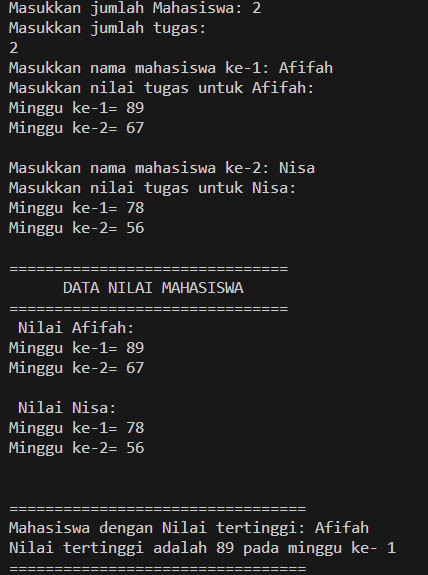 Masukkan jumlah Mahasiswa: 2
Masukkan jumlah tugas:
2
Masukkan nama mahasiswa ke-1: Afifah
Masukkan nilai tugas untuk Afifah:
Minggu ke-1= 89
Minggu ke-2= 67

Masukkan nama mahasiswa ke-2: Nisa
Masukkan nilai tugas untuk Nisa:
Minggu ke-1= 78
Minggu ke-2= 56

===============================
      DATA NILAI MAHASISWA
===============================
 Nilai Afifah:
Minggu ke-1= 89
Minggu ke-2= 67

 Nilai Nisa:
Minggu ke-1= 78
Minggu ke-2= 56


=================================
Mahasiswa dengan Nilai tertinggi: Afifah
Nilai tertinggi adalah 89 pada minggu ke- 1
=================================